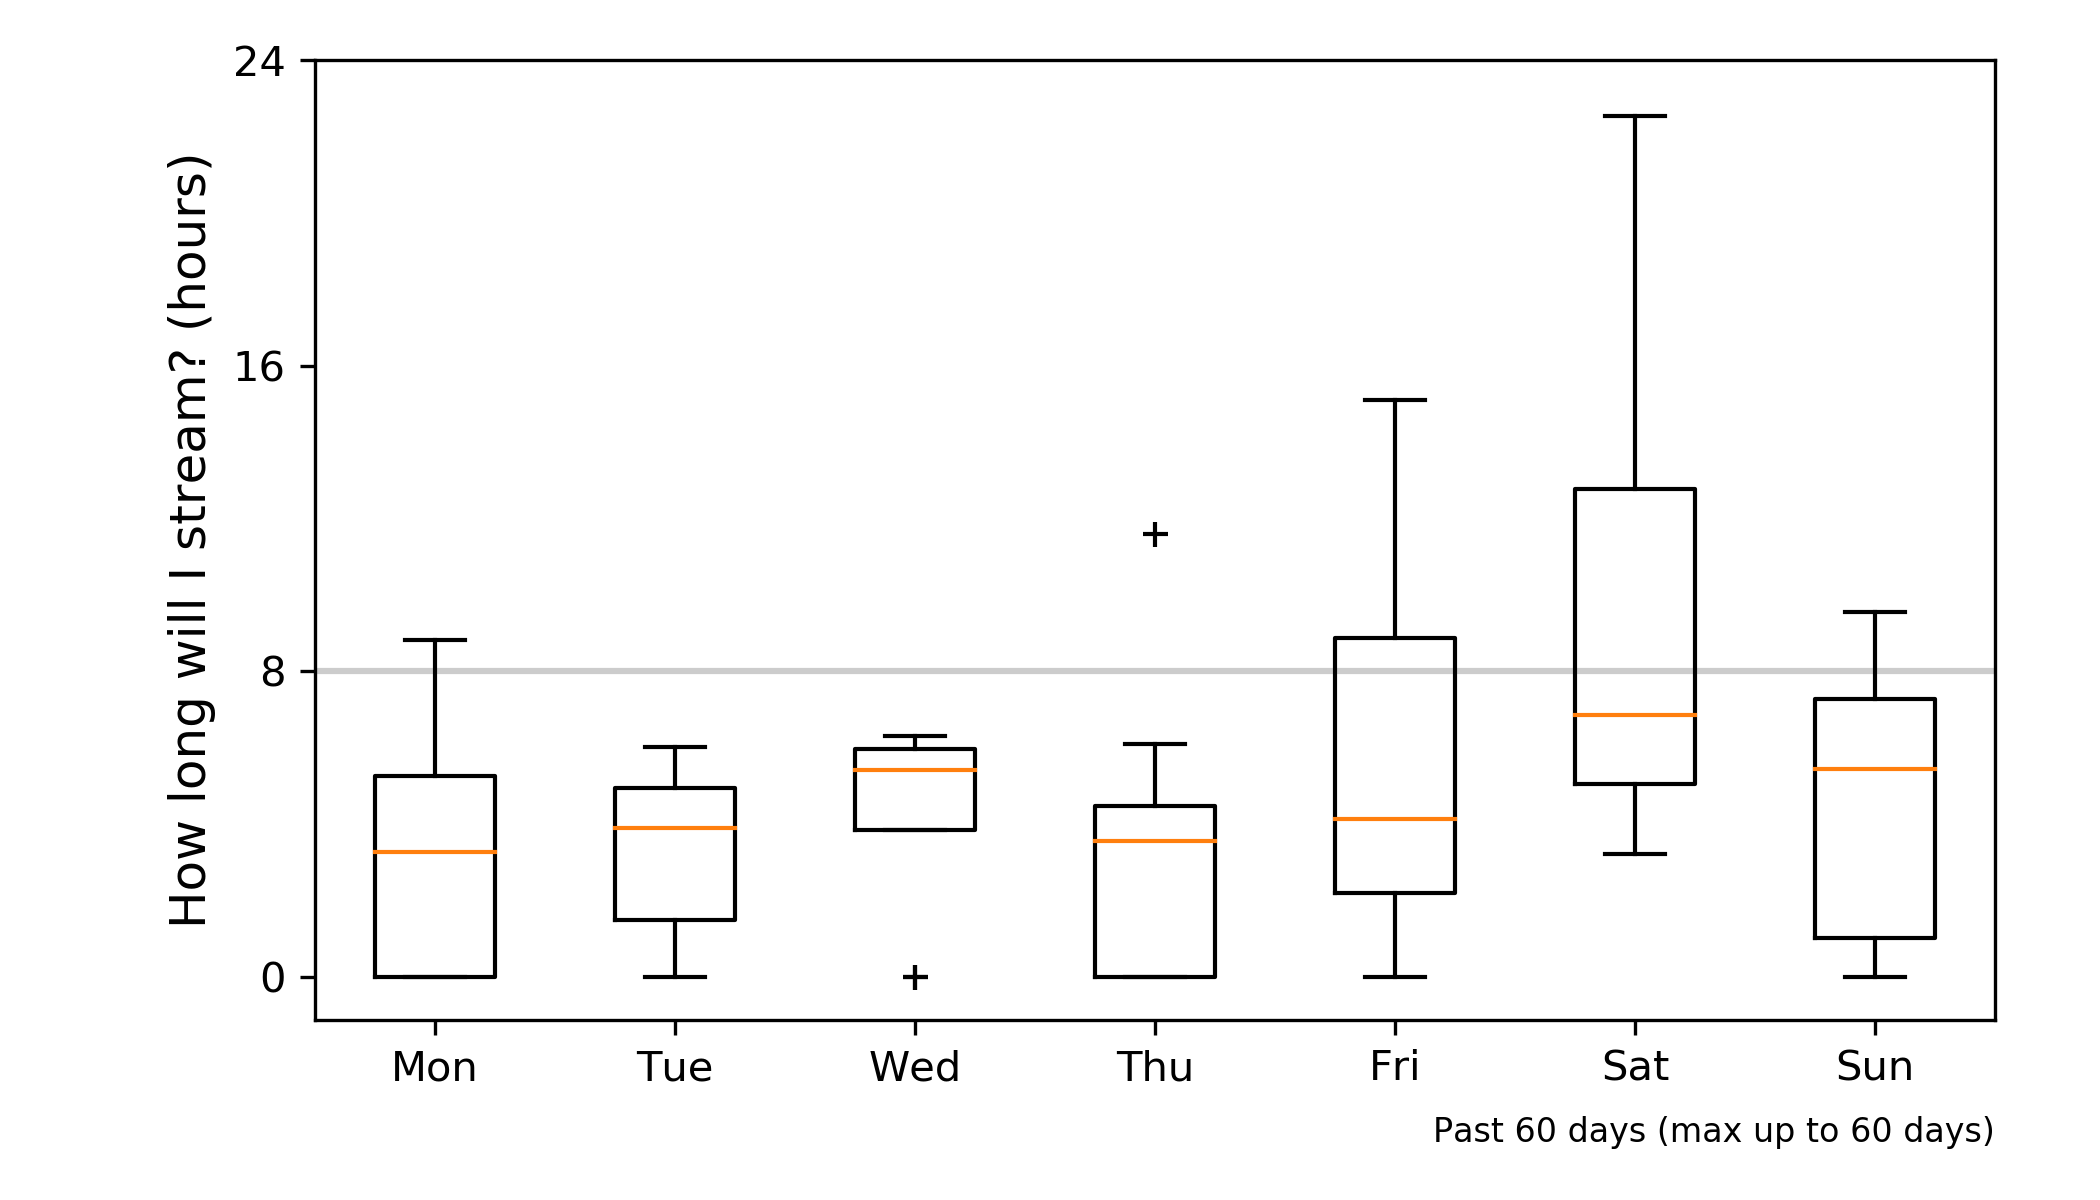 How long will I stream? (hours)
24
16
8
0
Mon Tue Wed Thu Fri Sat Sun
Past 60 days (max up to 60 days)